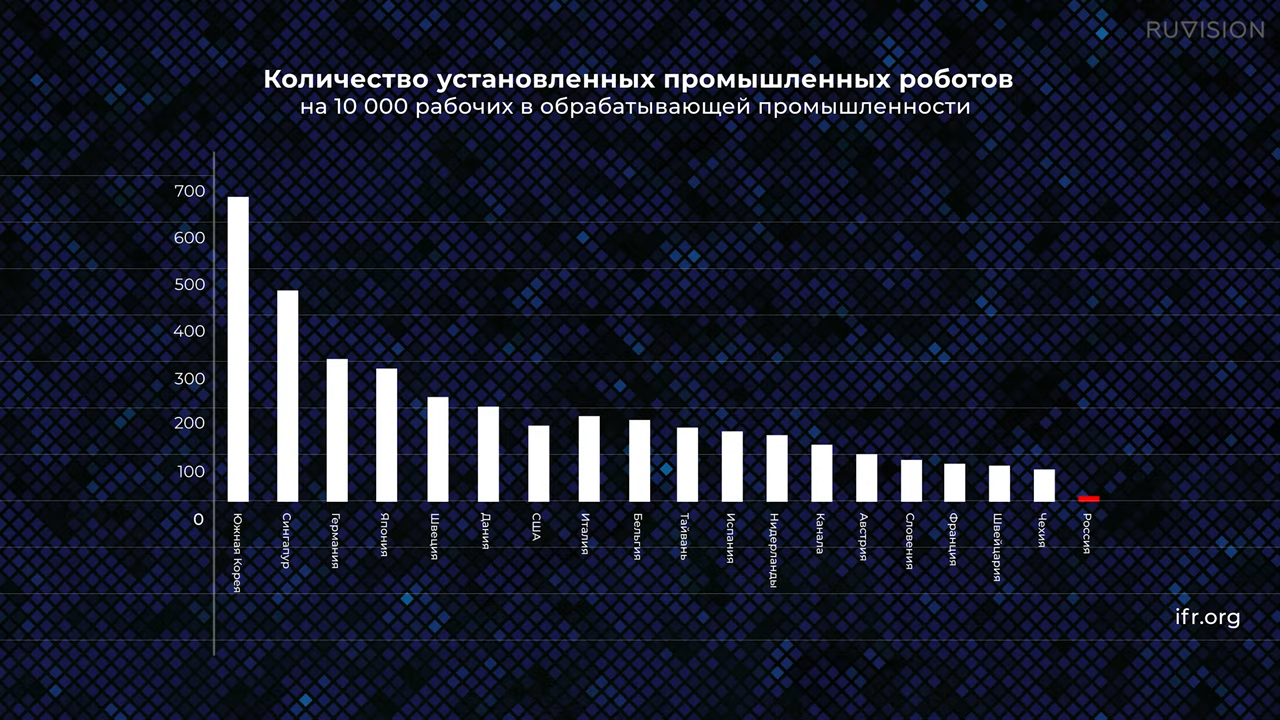 RUVISION
Количество установленных промышленных роботов
на 10 000 рабочих в обрабатывающей промышленности
700
600
500
400
300
200
100
0
Южная Корея
Сингапур
Германия
Япония
Швеция
Дания
США
Италия
Бельгия
Тайвань
Испания
Нидерланды
Канала
Австрия
Словения
Франция
Швейцария
Чехия
Россия
ifr.org